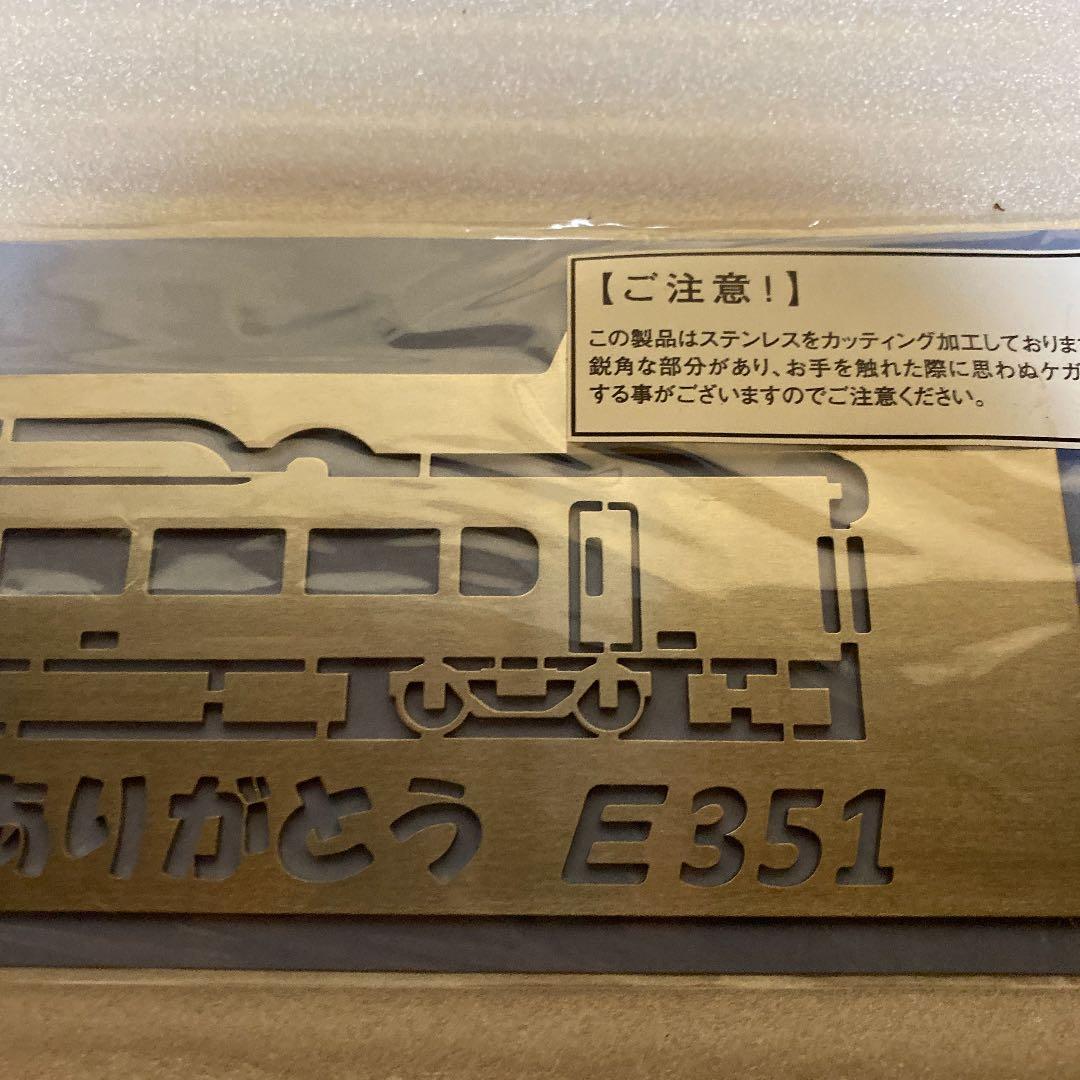 【ご注意!】
この製品はステンレスをカッティング加工しておりま
鋭角な部分があり、お手を触れた際に思わぬケガ
する事がございますのでご注意ください。
ありがとう E351